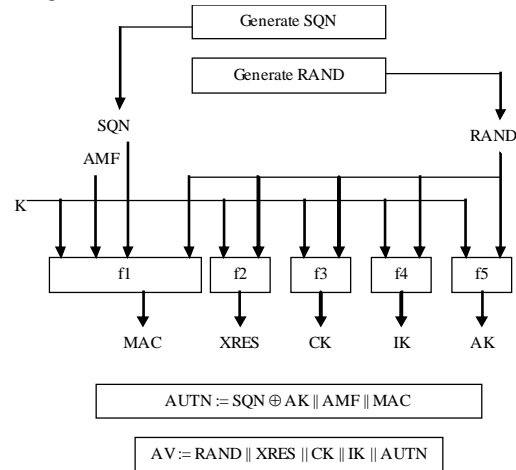 Generate SQN
Generate RAND
SQN
RAND
AMF
K
f1
f2
f3
f4
f5
MAC
XRES
CK
IK
AK
AUTN := SQN ⊕ AK || AMF || MAC
AV := RAND || XRES || CK || IK || AUTN